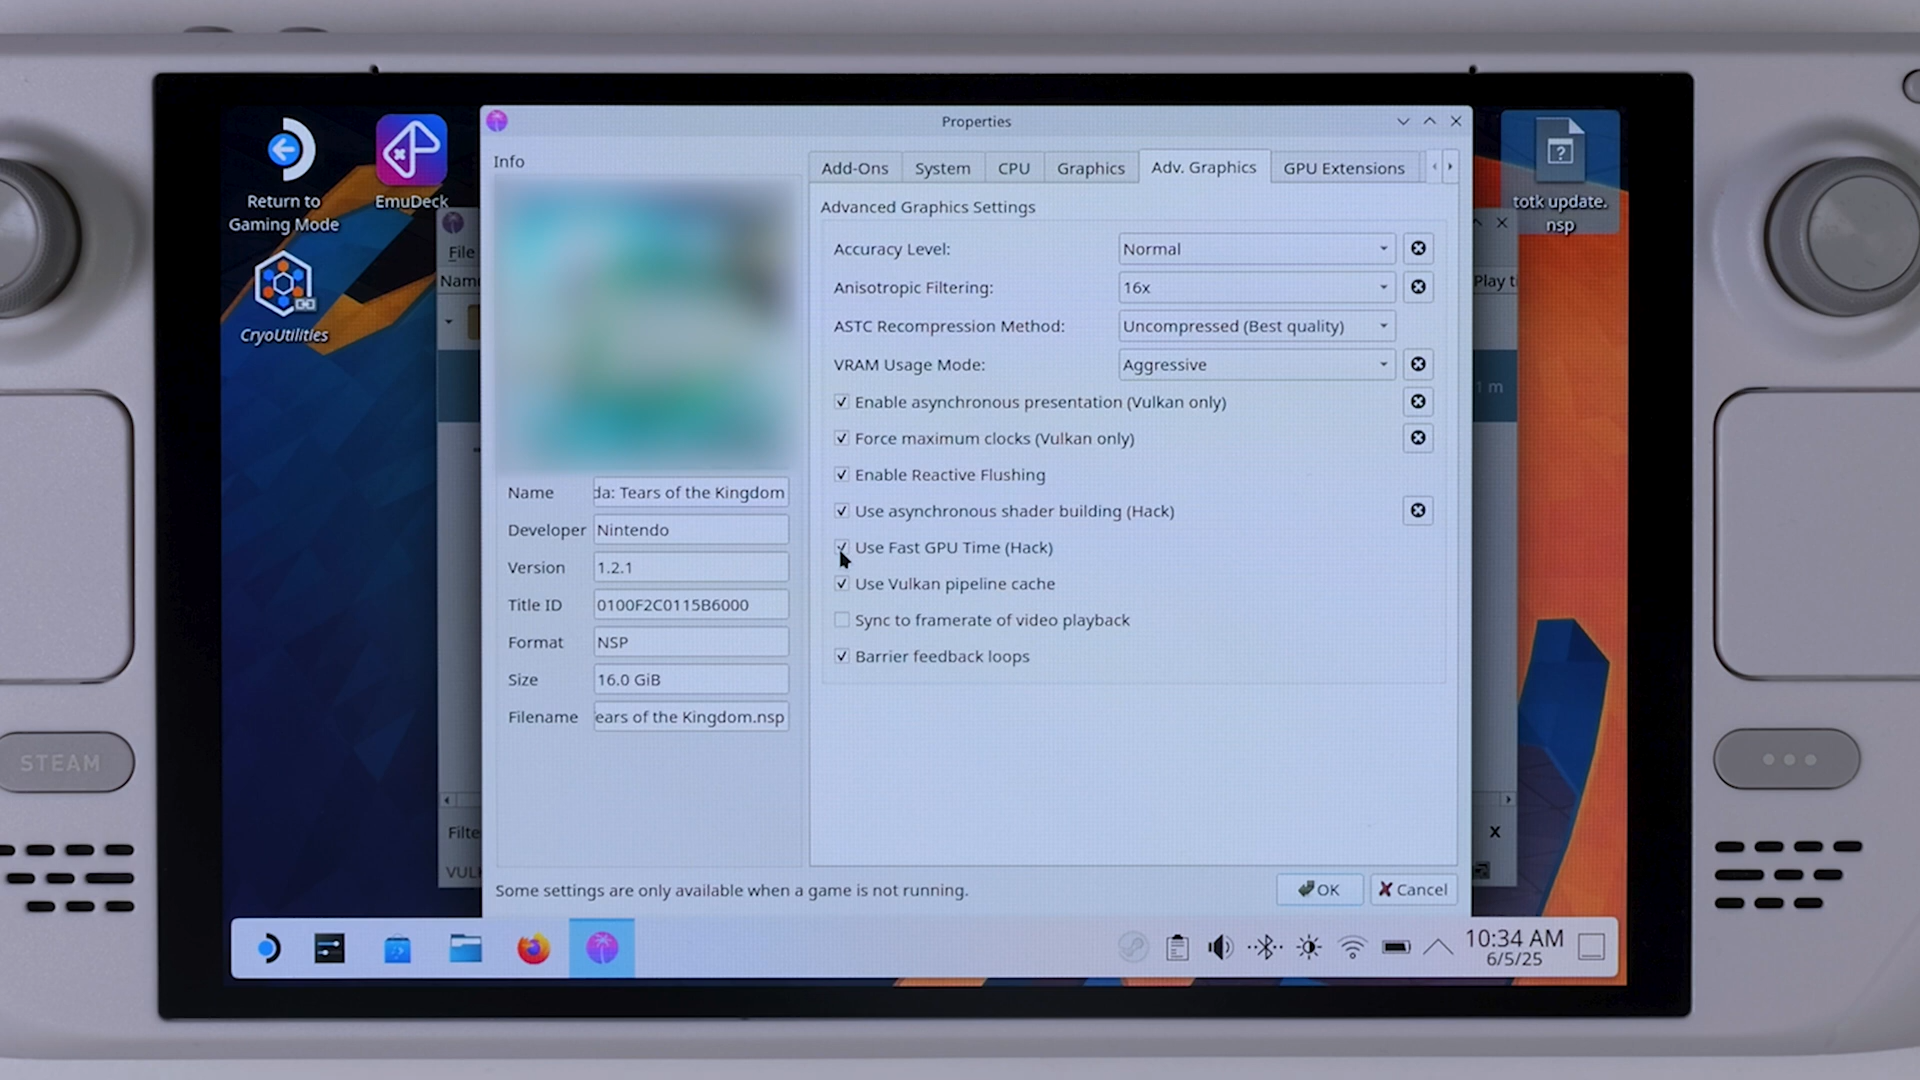 Return to
Gaming Mode
EmuDeck
CryoUtilities
totk update.
nsp
File
Play t
1 m
Filte
Properties
Info
Name
da: Tears of the Kingdom
Developer
Nintendo
Version
1.2.1
Title ID
0100F2C0115B6000
Format
NSP
Size
16.0 GiB
Filename
ears of the Kingdom.nsp
Add-Ons
System
CPU
Graphics
Adv. Graphics
GPU Extensions
Advanced Graphics Settings
Accuracy Level:
Normal
Anisotropic Filtering:
16x
ASTC Recompression Method:
Uncompressed (Best quality)
VRAM Usage Mode:
Aggressive
Enable asynchronous presentation (Vulkan only)
Force maximum clocks (Vulkan only)
Enable Reactive Flushing
Use asynchronous shader building (Hack)
Use Fast GPU Time (Hack)
Use Vulkan pipeline cache
Sync to framerate of video playback
Barrier feedback loops
Some settings are only available when a game is not running.
OK
Cancel
10:34 AM
6/5/25
STEAM